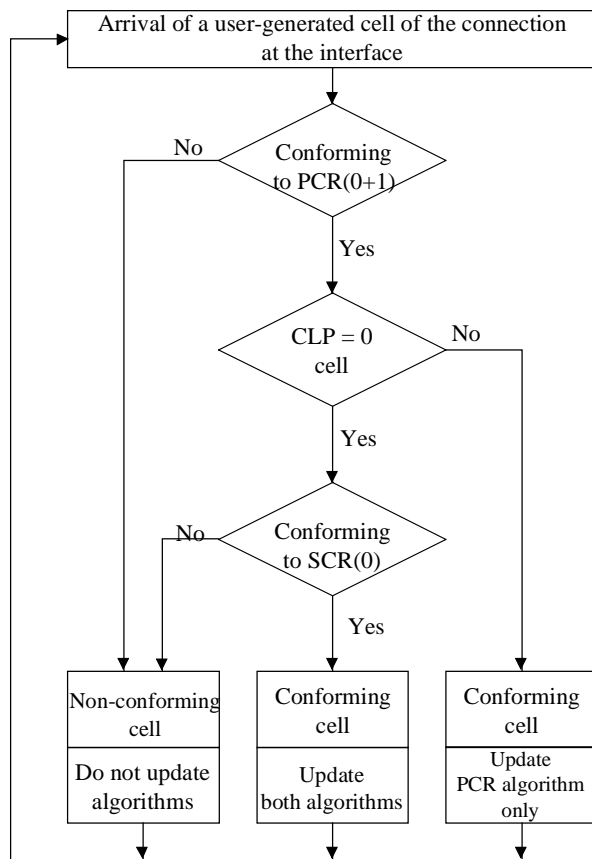 Arrival of a user-generated cell of the connection
at the interface
No
Conforming
to PCR(0+1)
Yes
CLP = 0
cell
No
Yes
No
Conforming
to SCR(0)
Yes
Non-conforming
cell
Do not update
algorithms
Conforming
cell
Update
both algorithms
Conforming
cell
Update
PCR algorithm
only